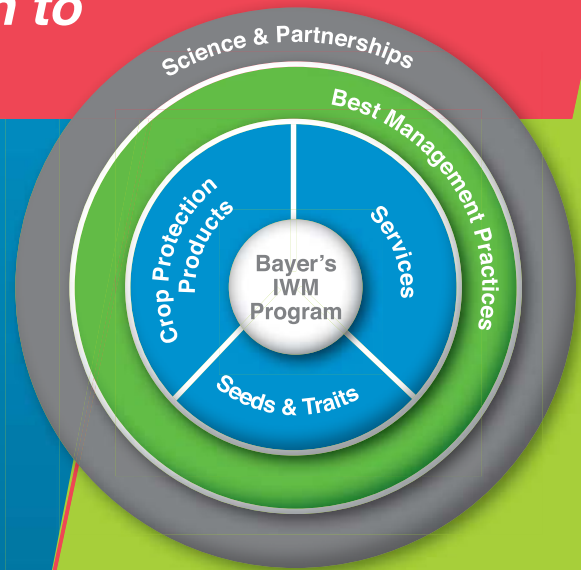 to
Science & Partnerships
Best Management Practices
Crop Protection
Products
Services
Bayer's
IWM
Program
Seeds & Traits